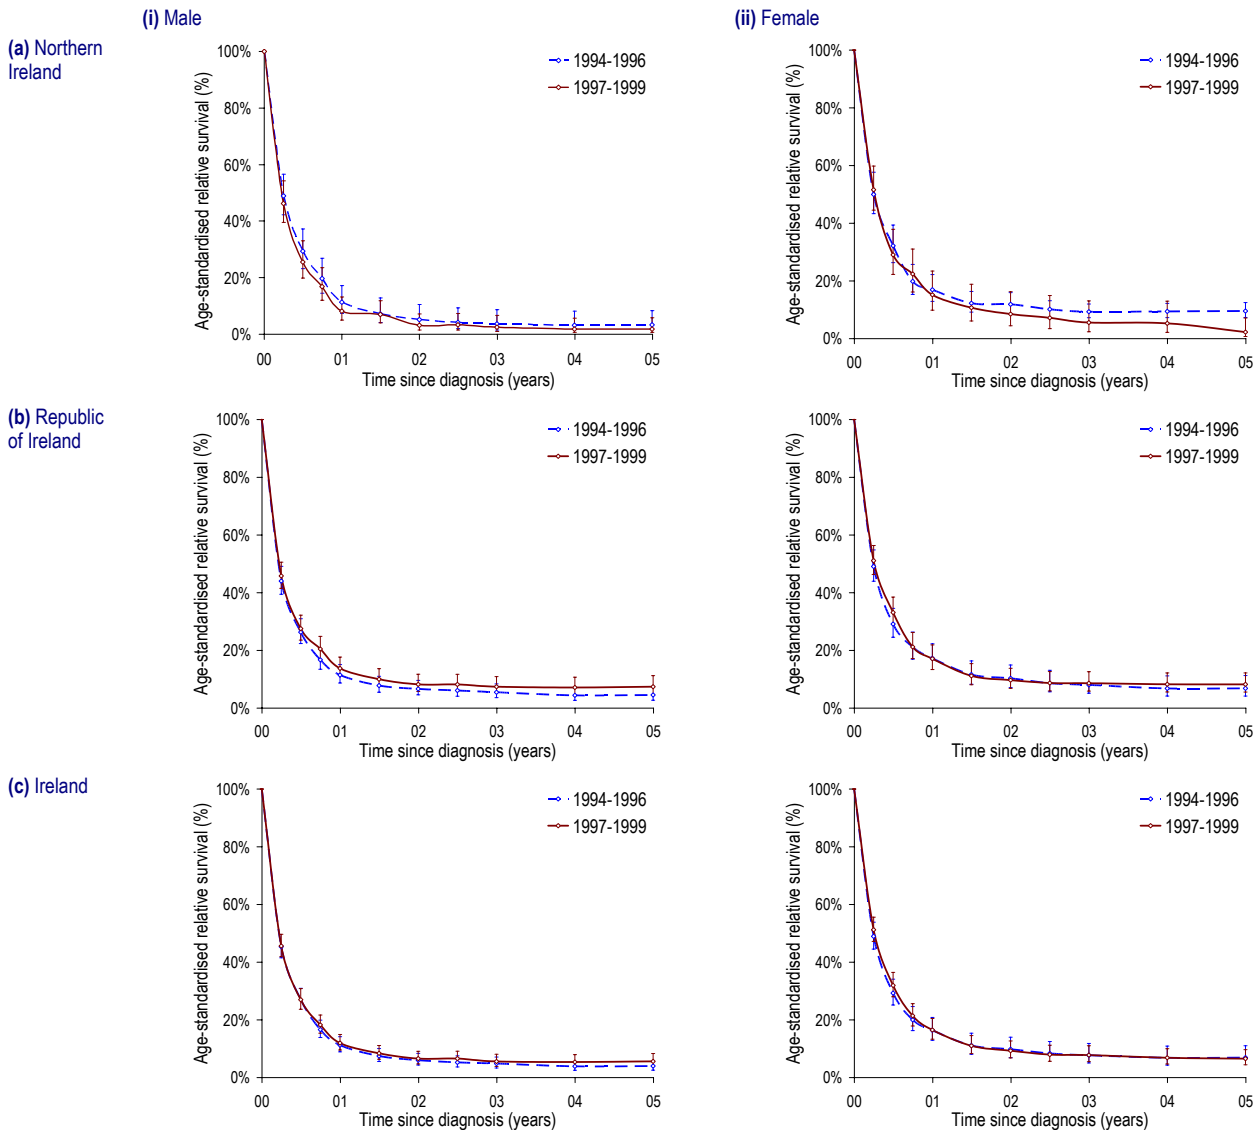 (i) Male
(ii) Female
(a) Northern
Ireland
Age-standardised relative survival (%)
100%
80%
60%
40%
20%
0%
00 01 02 03 04 05
Time since diagnosis (years)
1994-1996
1997-1999
Age-standardised relative survival (%)
100%
80%
60%
40%
20%
0%
00 01 02 03 04 05
Time since diagnosis (years)
1994-1996
1997-1999
(b) Republic
of Ireland
Age-standardised relative survival (%)
100%
80%
60%
40%
20%
0%
00 01 02 03 04 05
Time since diagnosis (years)
1994-1996
1997-1999
Age-standardised relative survival (%)
100%
80%
60%
40%
20%
0%
00 01 02 03 04 05
Time since diagnosis (years)
1994-1996
1997-1999
(c) Ireland
Age-standardised relative survival (%)
100%
80%
60%
40%
20%
0%
00 01 02 03 04 05
Time since diagnosis (years)
1994-1996
1997-1999
Age-standardised relative survival (%)
100%
80%
60%
40%
20%
0%
00 01 02 03 04 05
Time since diagnosis (years)
1994-1996
1997-1999